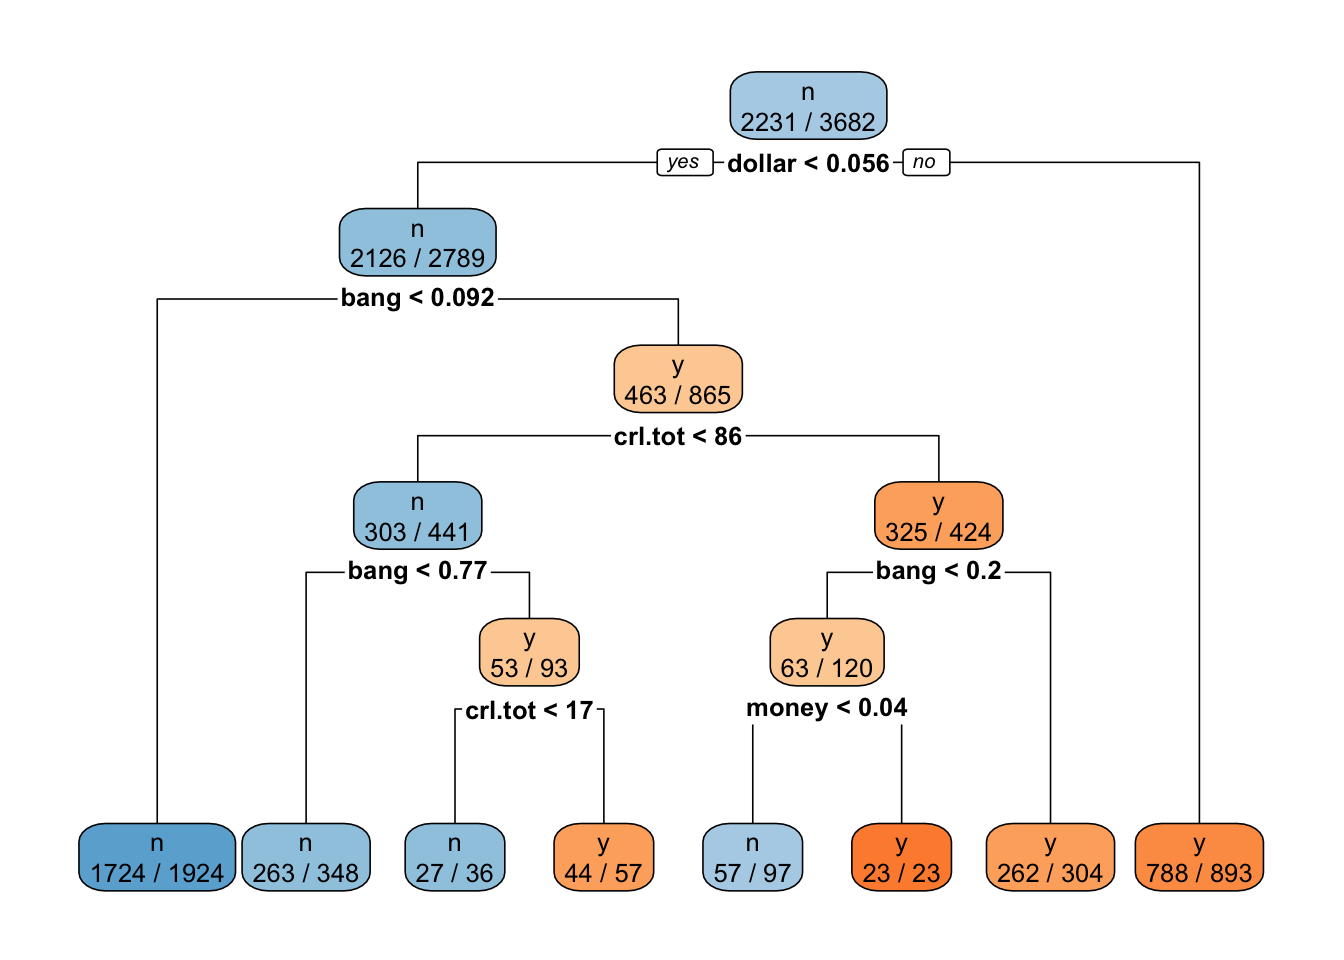 n
2231 / 3682
yes
dollar < 0.056
no
n
2126 / 2789
bang < 0.092
y
463 / 865
crl.tot < 86
n
303 / 441
y
325 / 424
bang < 0.77
bang < 0.2
y
53 / 93
y
63 / 120
crl.tot < 17
money < 0.04
n
1724 / 1924
n
263 / 348
n
27 / 36
y
44 / 57
n
57 / 97
y
23 / 23
y
262 / 304
y
788 / 893